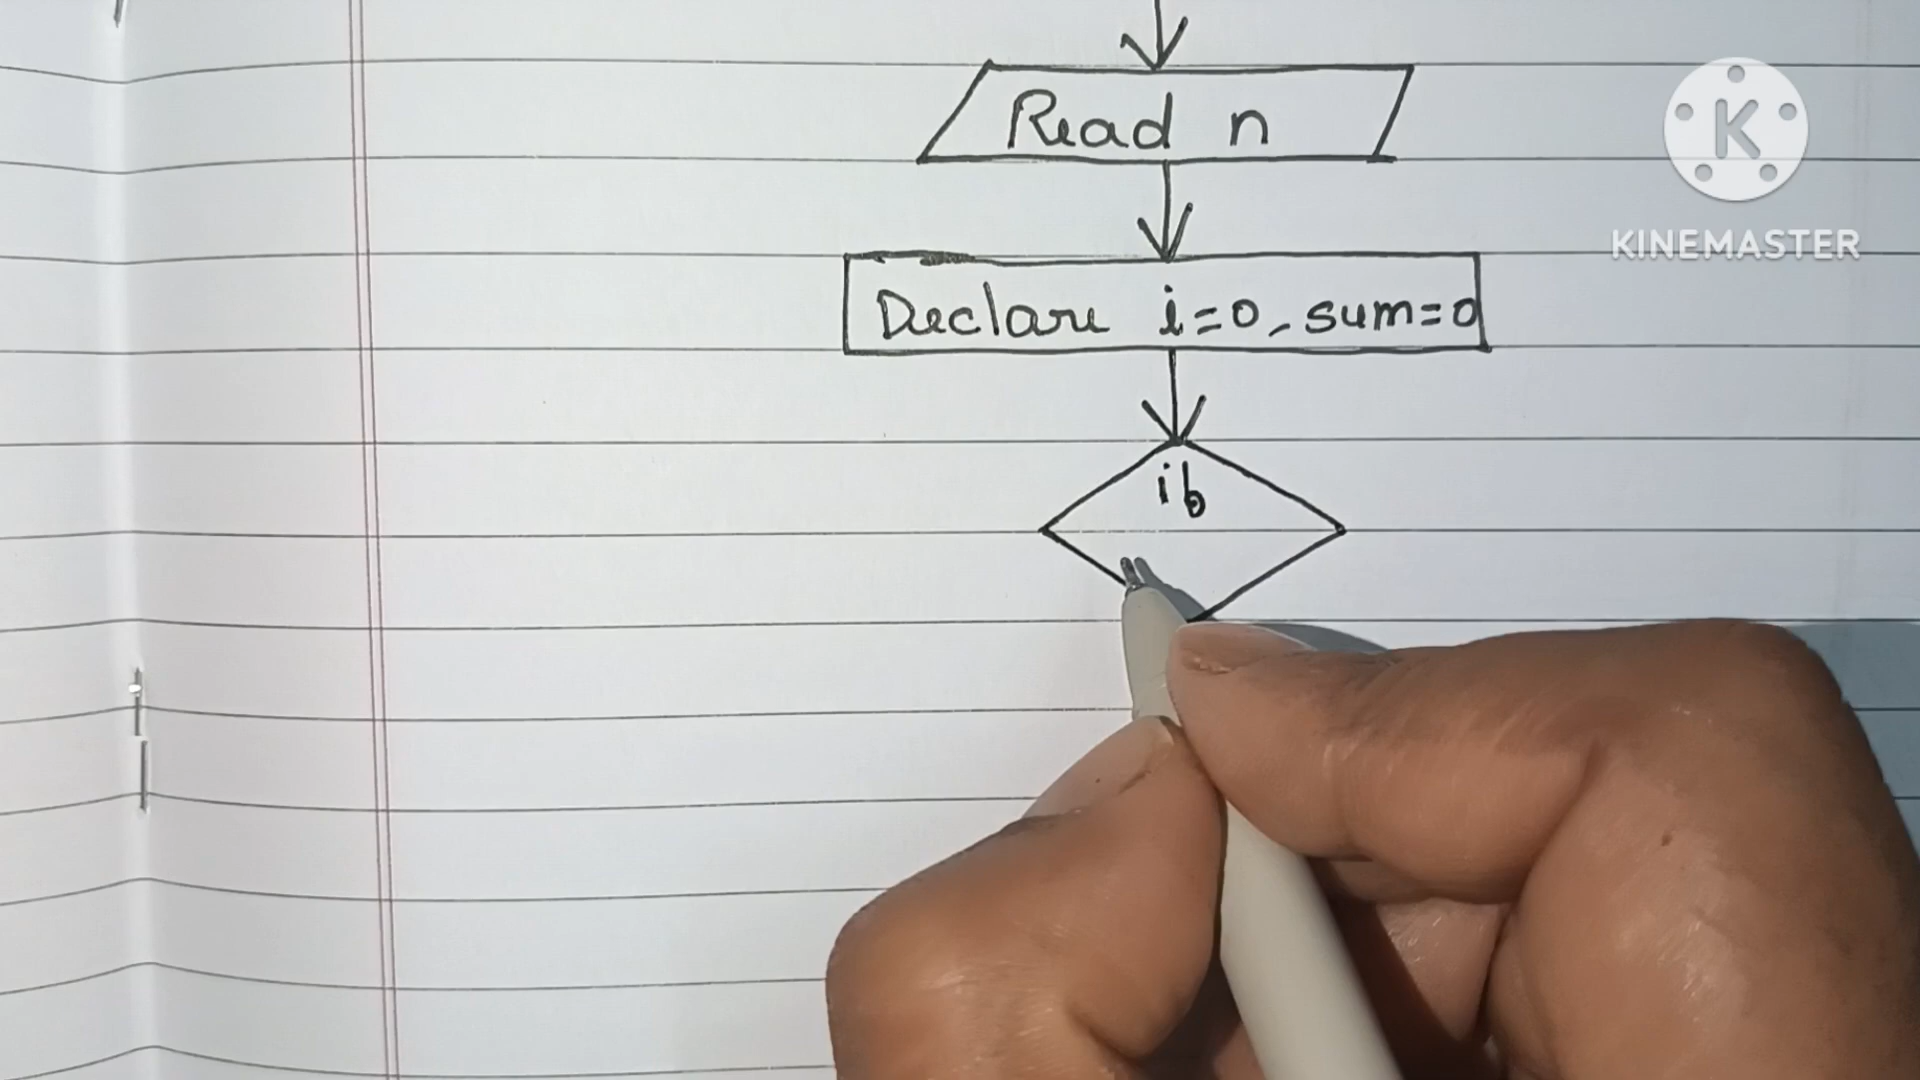 Read n
K
KINEMASTER
Declare i=0, sum=0
if